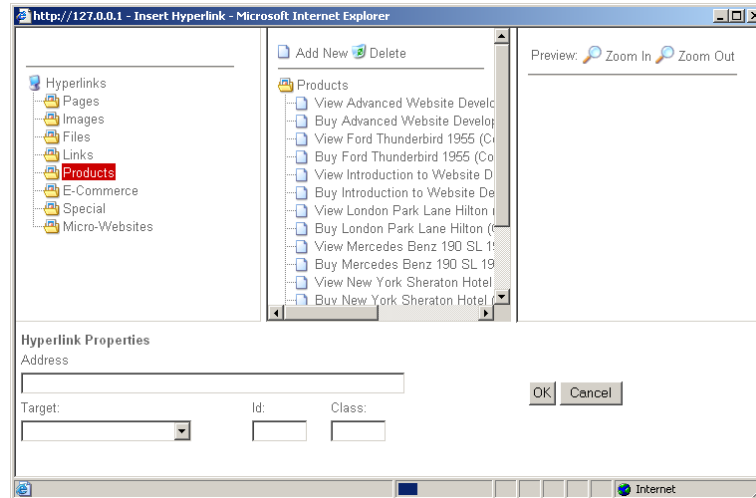 http://127.0.0.1 - Insert Hyperlink - Microsoft Internet Explorer
Hyperlinks
Pages
Images
Files
Links
Products
E-Commerce
Special
Micro-Websites
Add New Delete
Products
View Advanced Website Develc
Buy Advanced Website Develop
View Ford Thunderbird 1955 (Co
Buy Ford Thunderbird 1955 (Co
View Introduction to Website D
Buy Introduction to Website De
View London Park Lane Hilton
Buy London Park Lane Hilton (
View Mercedes Benz 190 SL 19
Buy Mercedes Benz 190 SL 19
View New York Sheraton Hotel
Buy New York Sheraton Hotel (
Preview: Zoom In Zoom Out
Hyperlink Properties
Address
Target: Id: Class:
OK Cancel
Internet